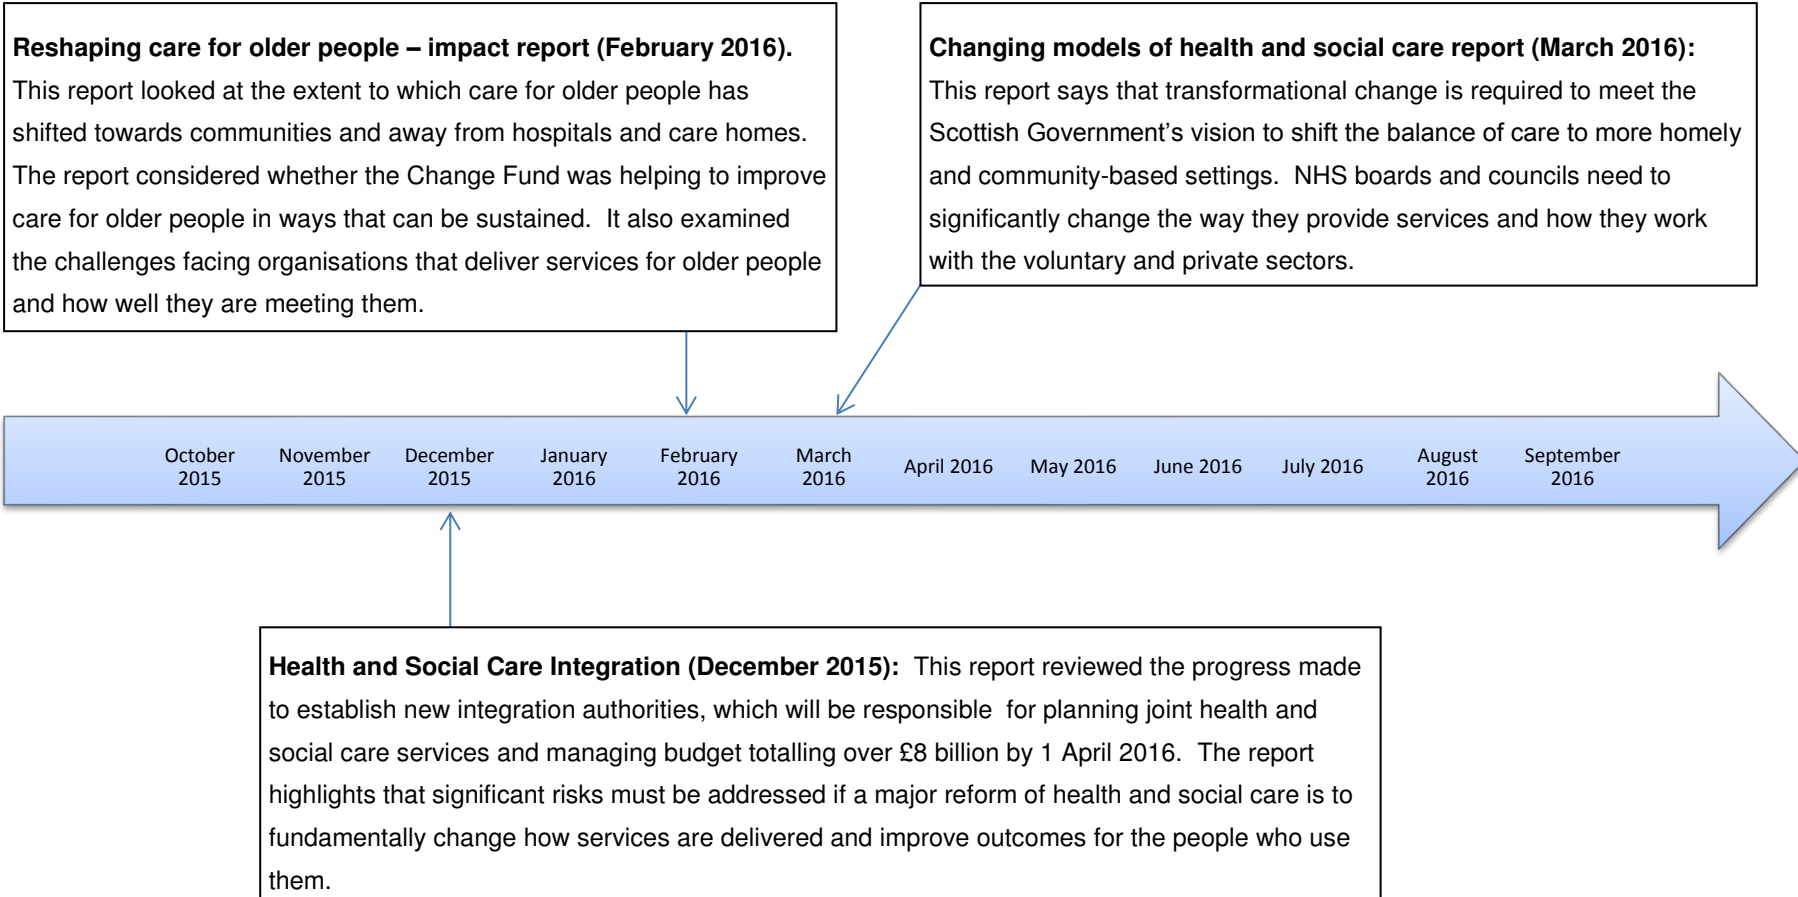 Reshaping care for older people – impact report (February 2016).
This report looked at the extent to which care for older people has
shifted towards communities and away from hospitals and care homes.
The report considered whether the Change Fund was helping to improve
care for older people in ways that can be sustained.  It also examined
the challenges facing organisations that deliver services for older people
and how well they are meeting them.
Changing models of health and social care report (March 2016):
This report says that transformational change is required to meet the
Scottish Government’s vision to shift the balance of care to more homely
and community-based settings.  NHS boards and councils need to
significantly change the way they provide services and how they work
with the voluntary and private sectors.
October
2015
November
2015
December
2015
January
2016
February
2016
March
2016
April 2016
May 2016
June 2016
July 2016
August
2016
September
2016
Health and Social Care Integration (December 2015):  This report reviewed the progress made
to establish new integration authorities, which will be responsible  for planning joint health and
social care services and managing budget totalling over £8 billion by 1 April 2016.  The report
highlights that significant risks must be addressed if a major reform of health and social care is to
fundamentally change how services are delivered and improve outcomes for the people who use
them.